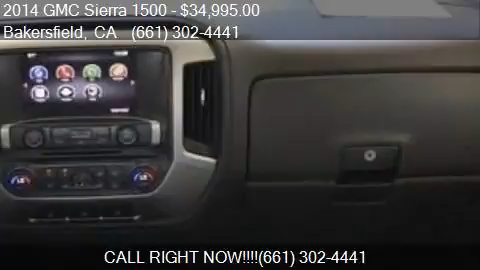 2014 GMC Sierra 1500 - $34,995.00
Bakersfield, CA (661) 302-4441
CALL RIGHT NOW!!!!(661) 302-4441